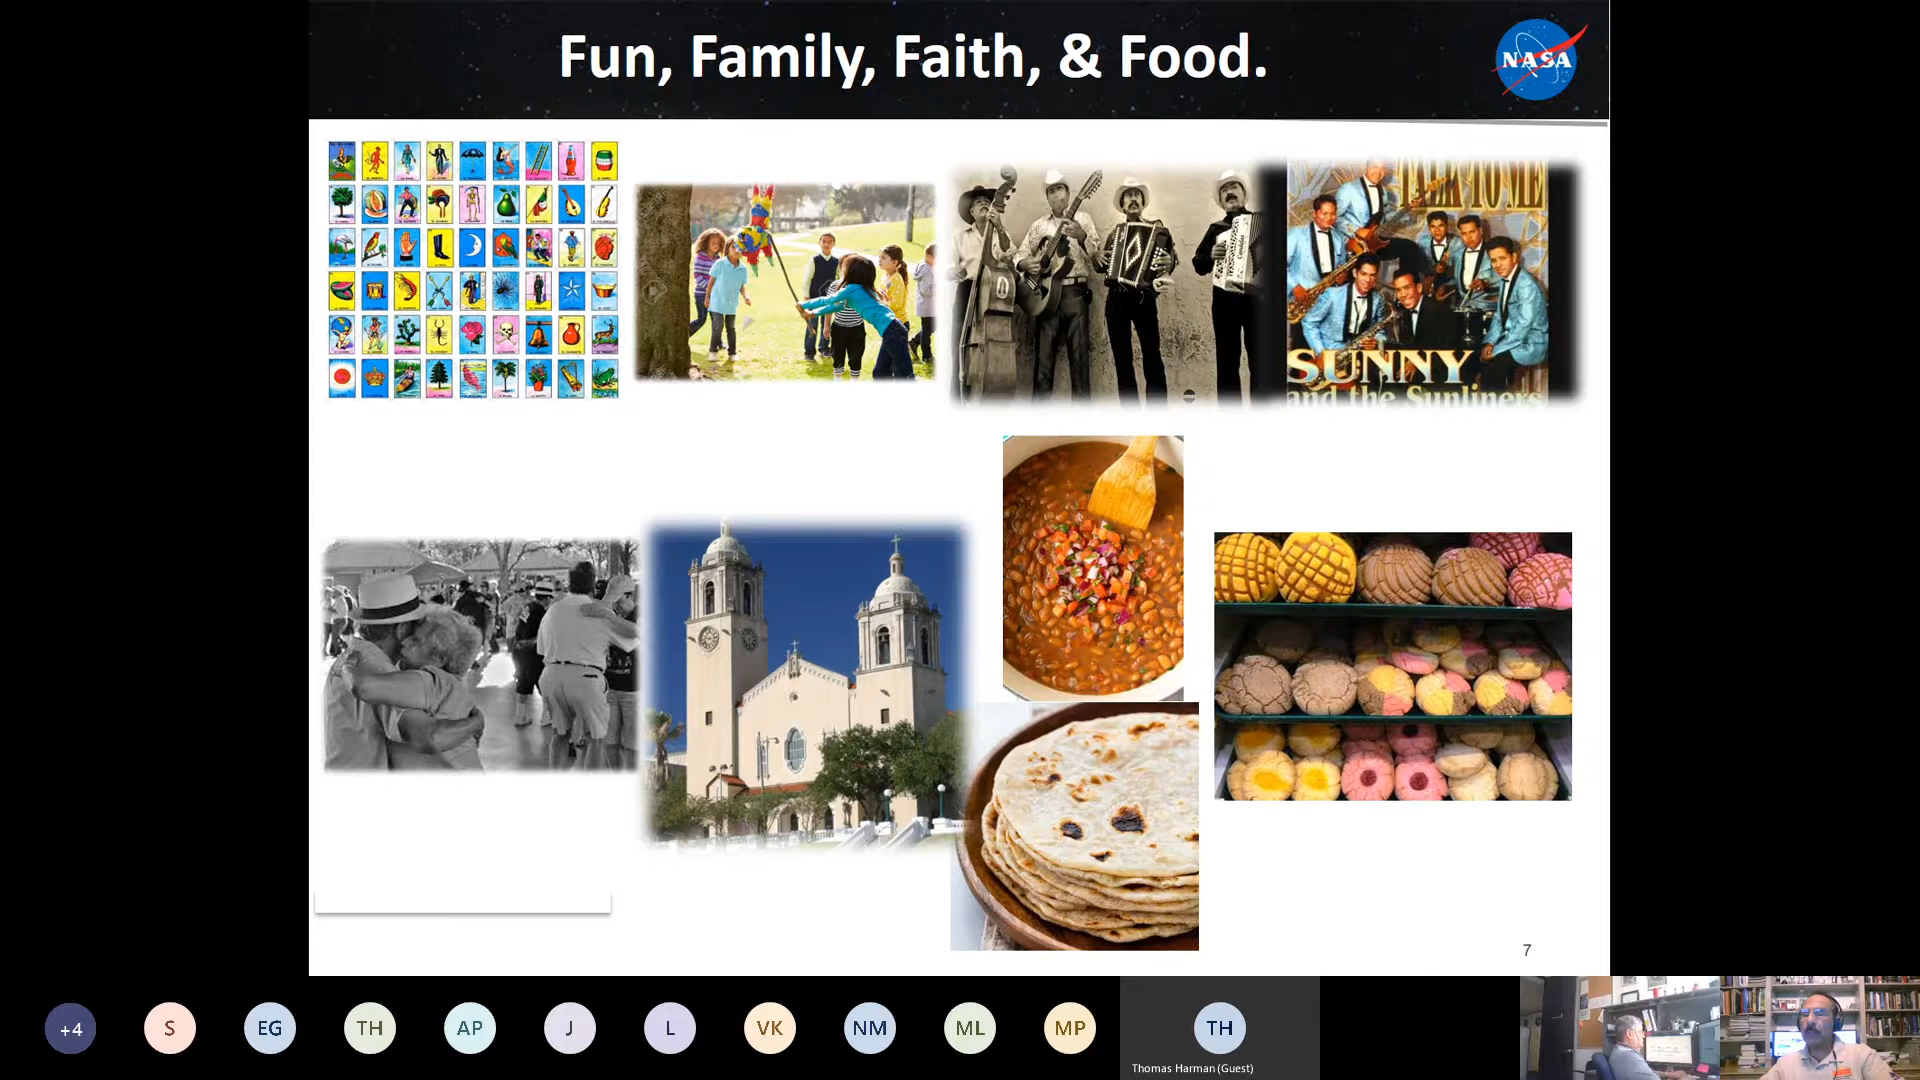 Fun, Family, Faith, & Food.
NASA
TALK TO ME
SUNNY
and the Sunliners
7
+4
S
EG
TH
AP
J
L
VK
NM
ML
MP
TH
Thomas Harman (Guest)